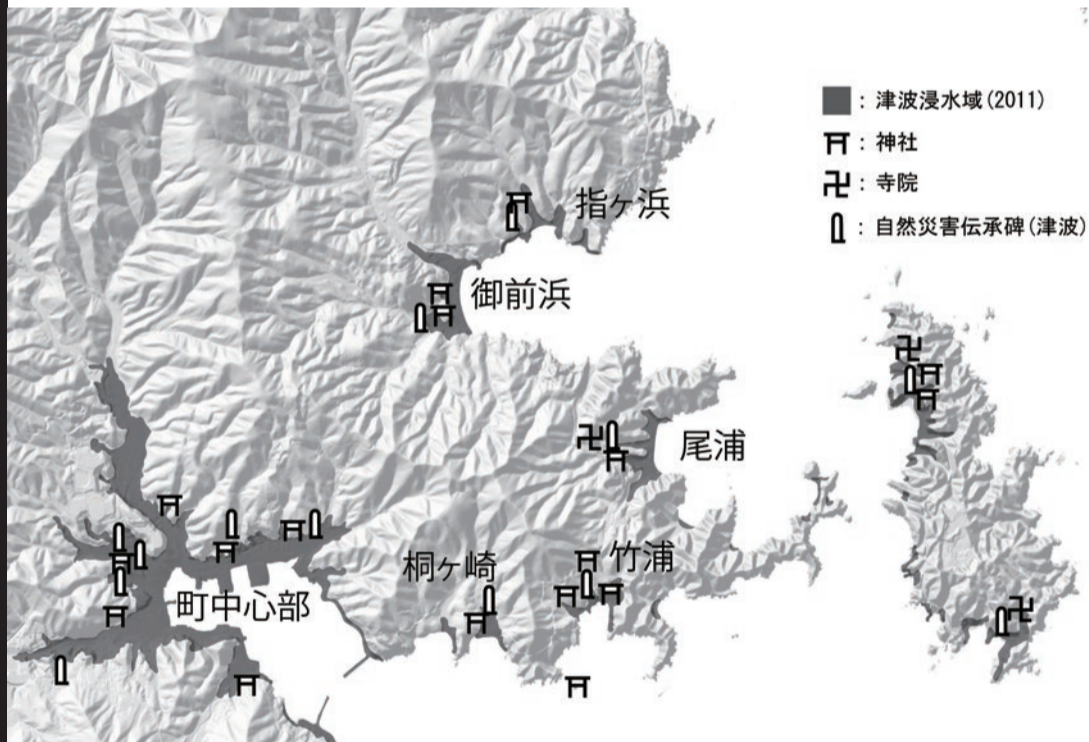 ：津波浸水域(2011)
：神社
：寺院
：自然災害伝承碑(津波)
指ヶ浜
御前浜
尾浦
竹浦
桐ヶ崎
町中心部